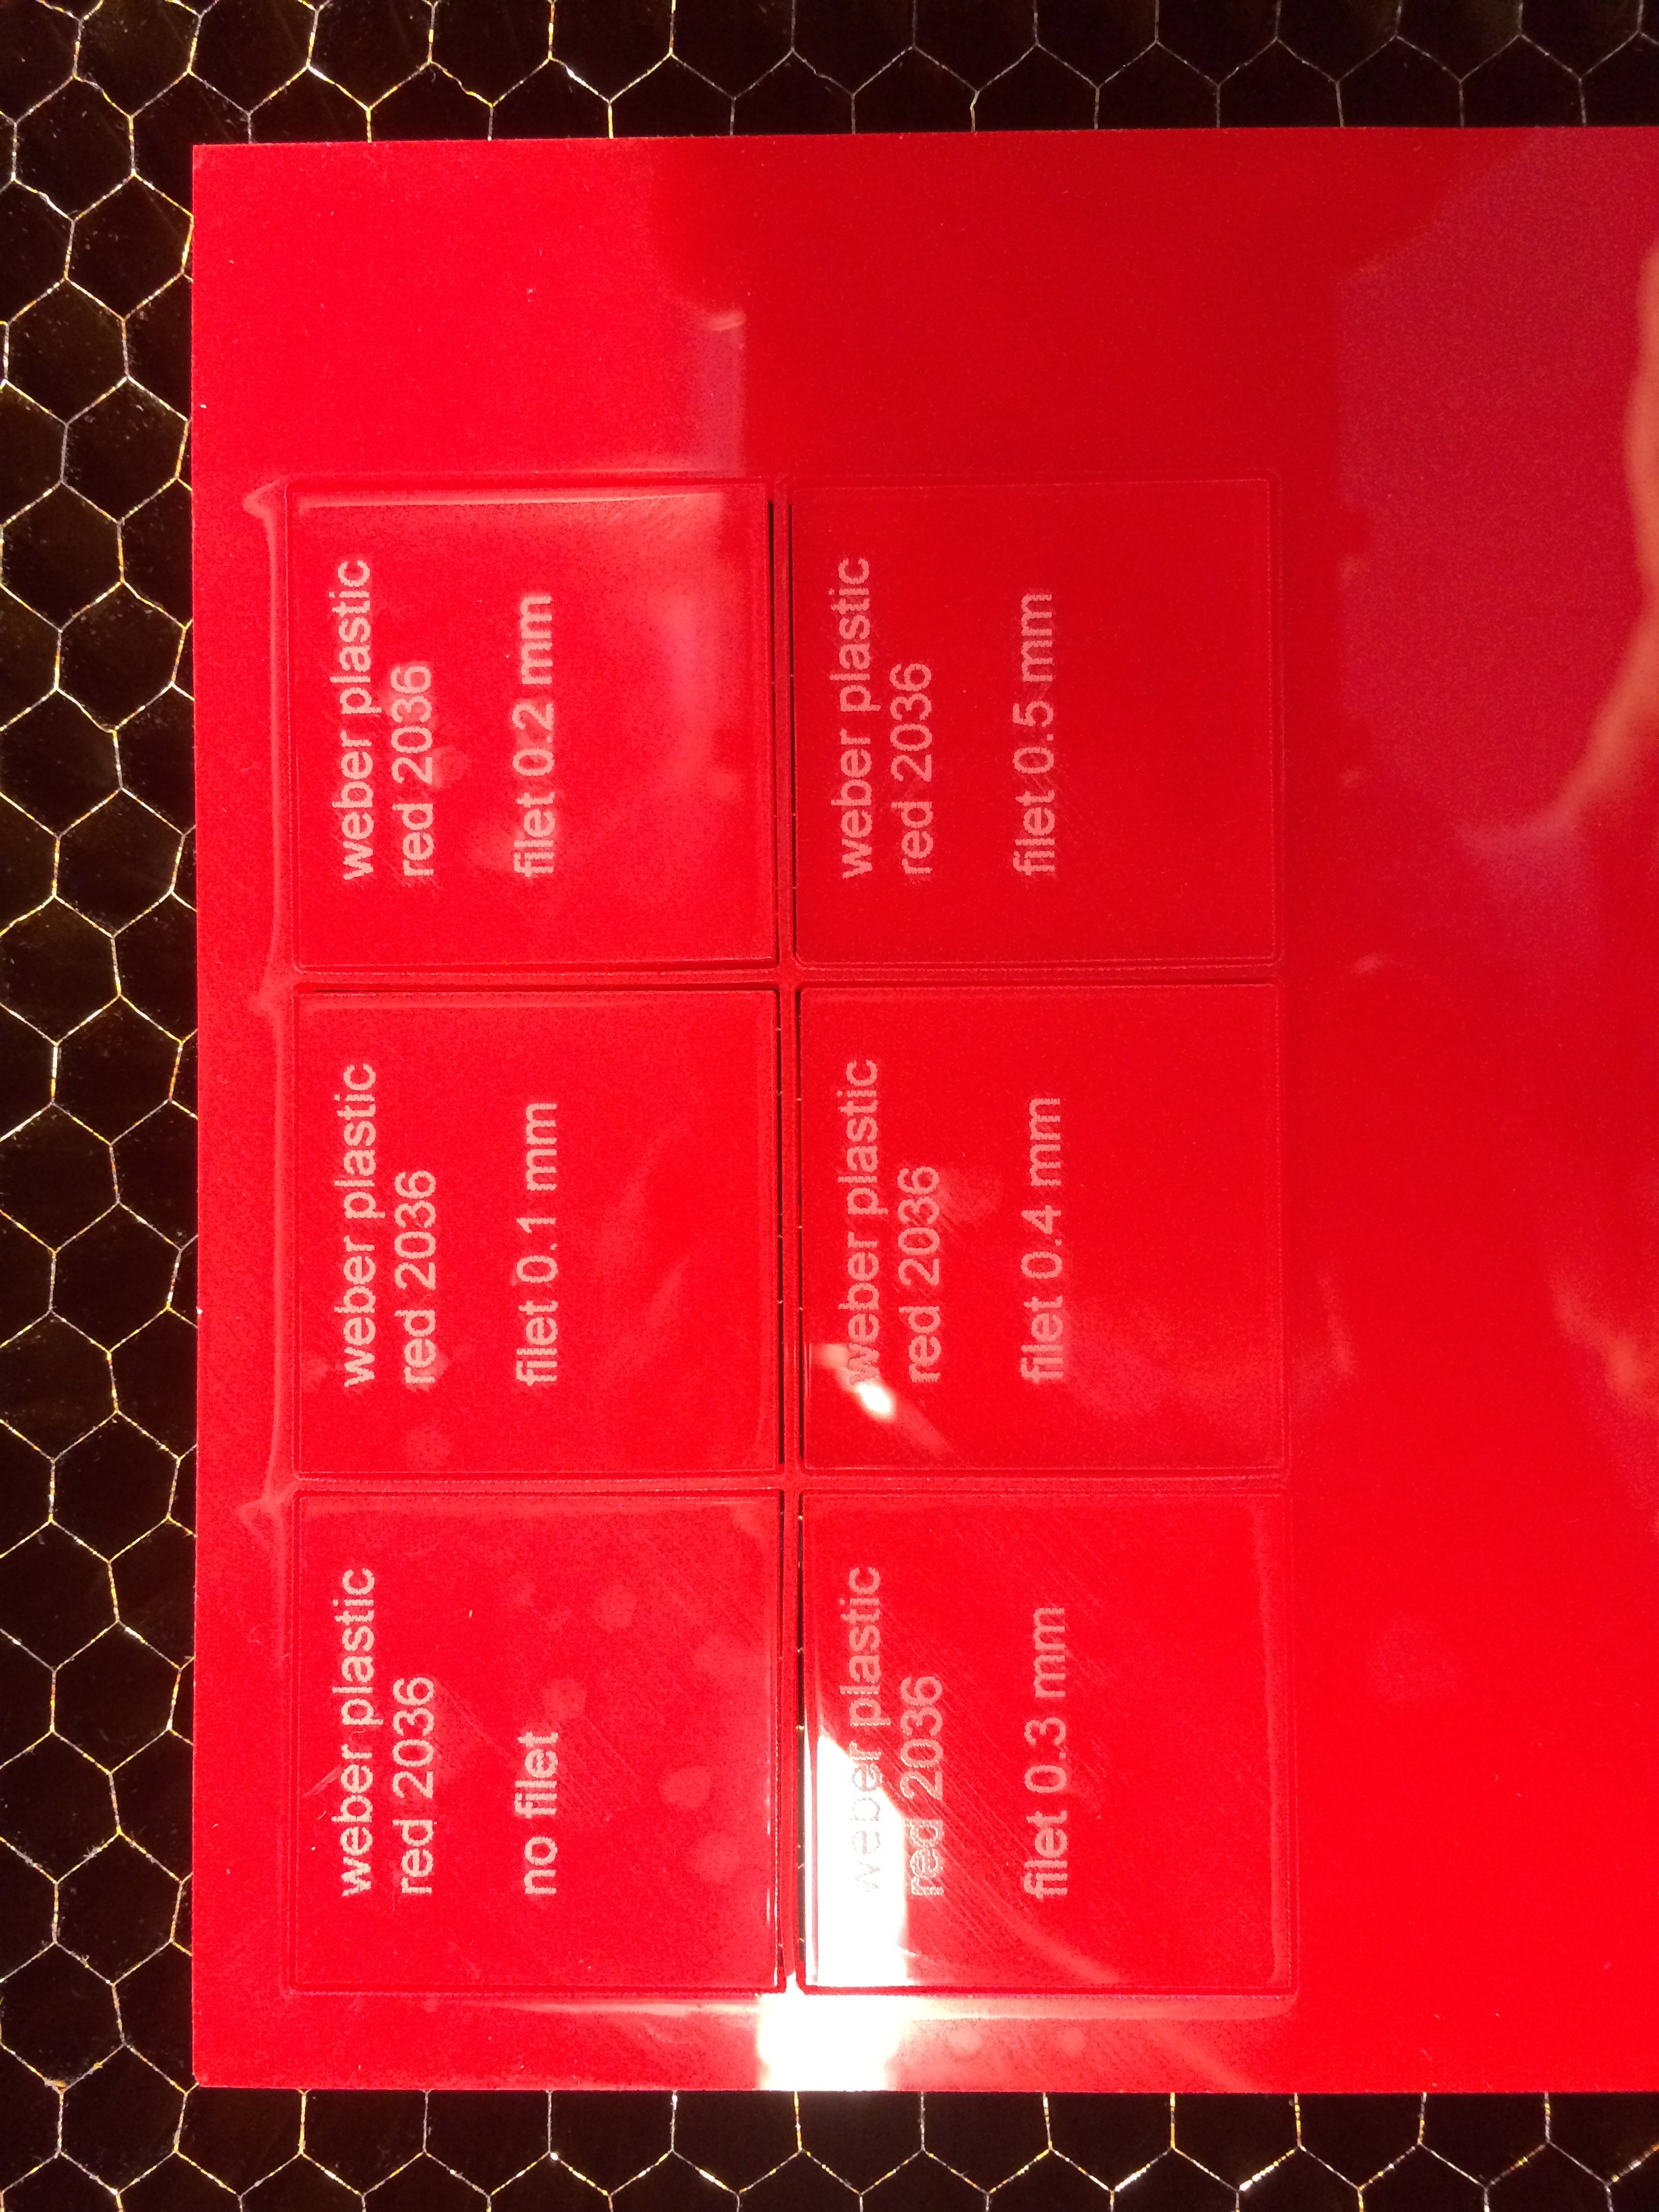 weber plastic
red 2036
no filet
weber plastic
red 2036
filet 0.1 mm
weber plastic
red 2036
filet 0.2 mm
weber plastic
red 2036
filet 0.3 mm
weber plastic
red 2036
filet 0.4 mm
weber plastic
red 2036
filet 0.5 mm